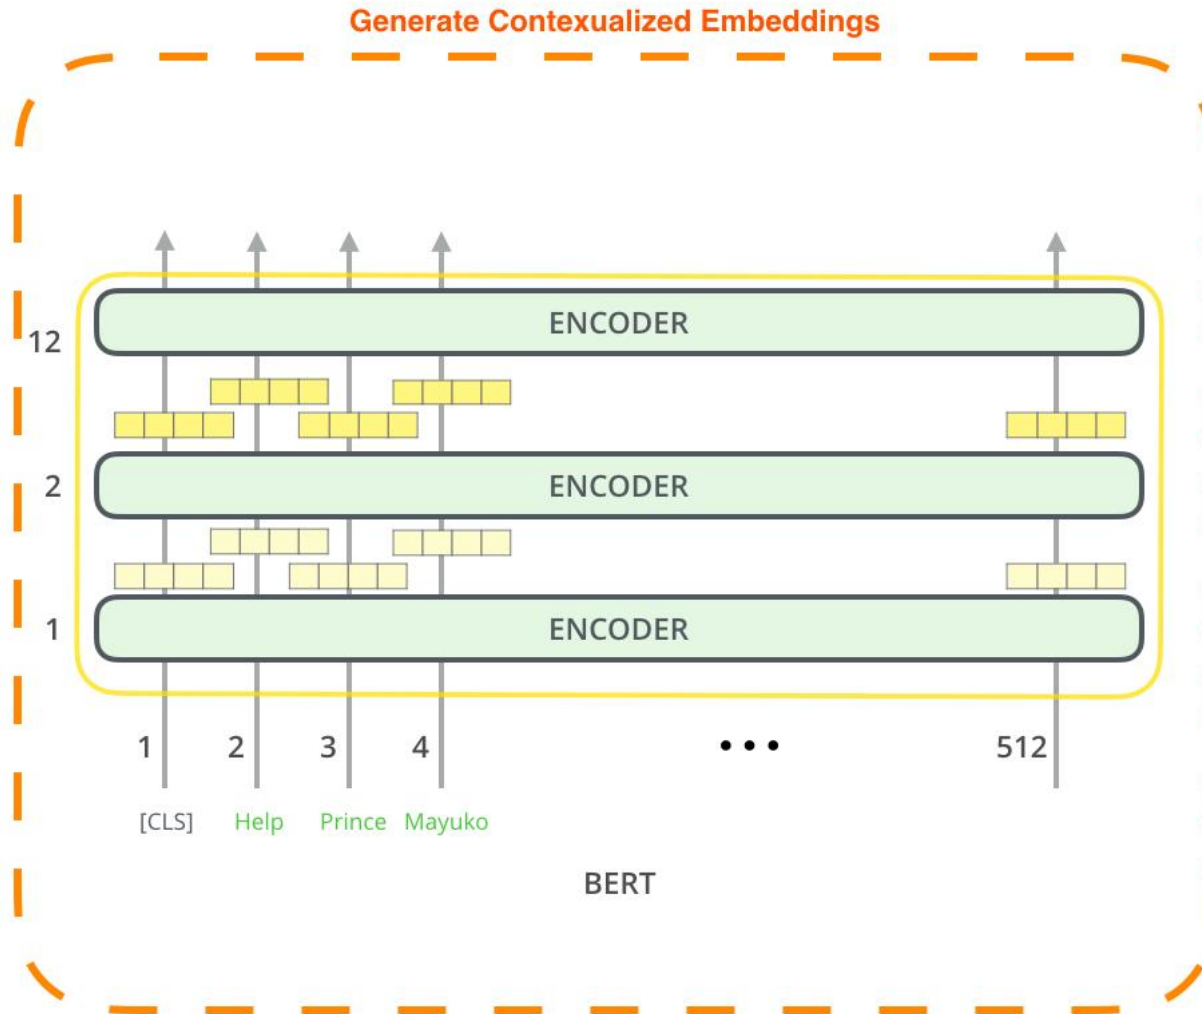 Generate Contexualized Embeddings
12
ENCODER
2
ENCODER
1
ENCODER
1 2 3 4 ••• 512
[CLS] Help Prince Mayuko
BERT